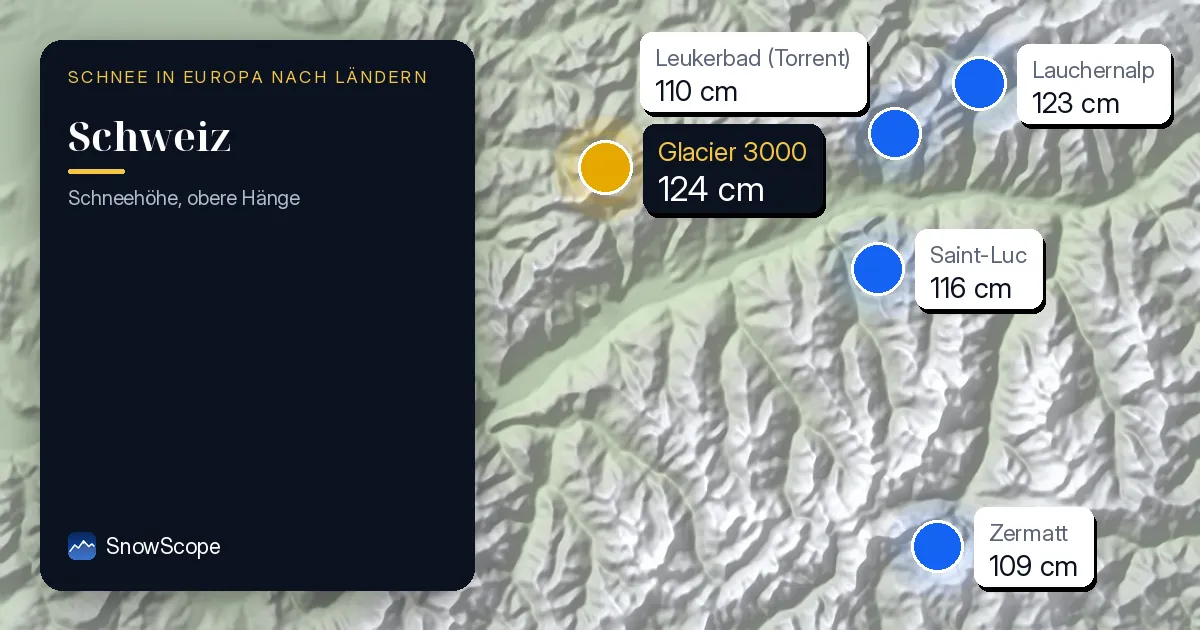 SCHNEE IN EUROPA NACH LÄNDERN
Schweiz
Schneehöhe, obere Hänge
SnowScope
Leukerbad (Torrent)
110 cm
Lauchernalp
123 cm
Glacier 3000
124 cm
Saint-Luc
116 cm
Zermatt
109 cm